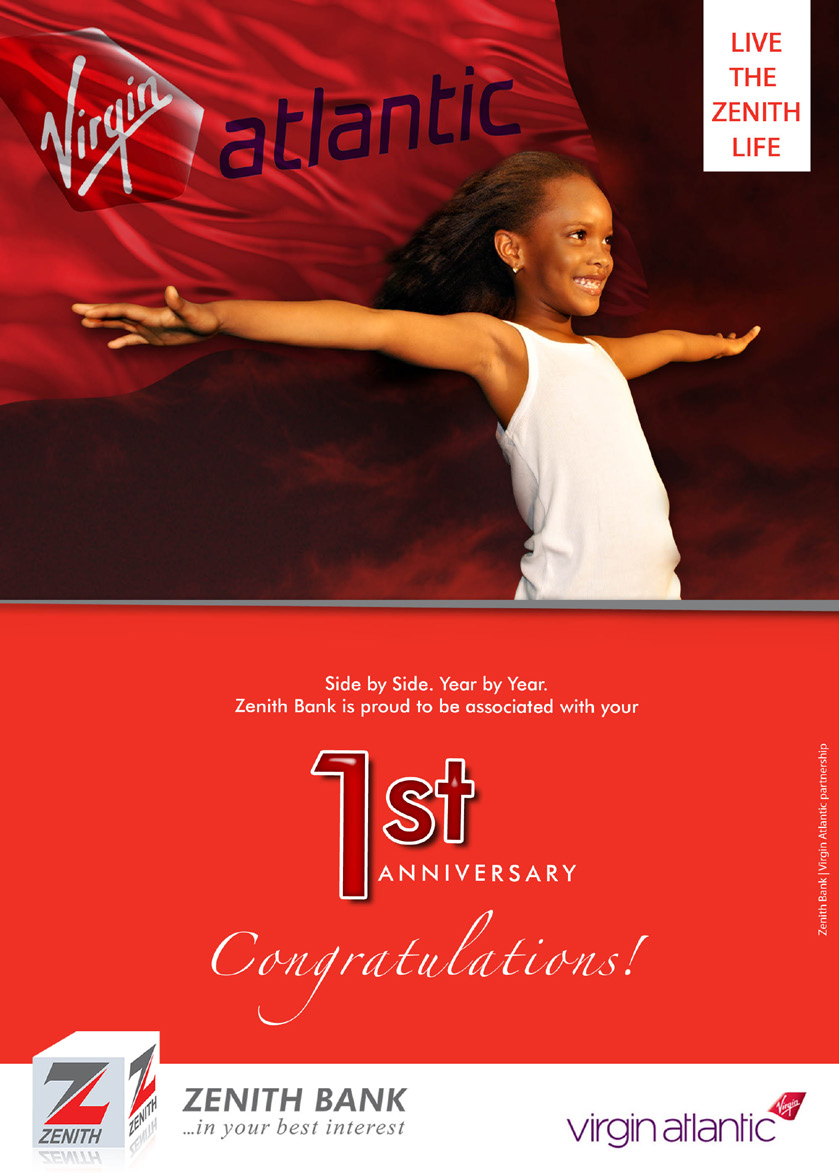 Virgin atlantic
LIVE
THE
ZENITH
LIFE
Side by Side. Year by Year.
Zenith Bank is proud to be associated with your
1st
ANNIVERSARY
Congratulations!
Zenith Bank | Virgin Atlantic partnership
ZENITH
ZENITH
ZENITH BANK
...in your best interest
virgin atlantic
Virgin